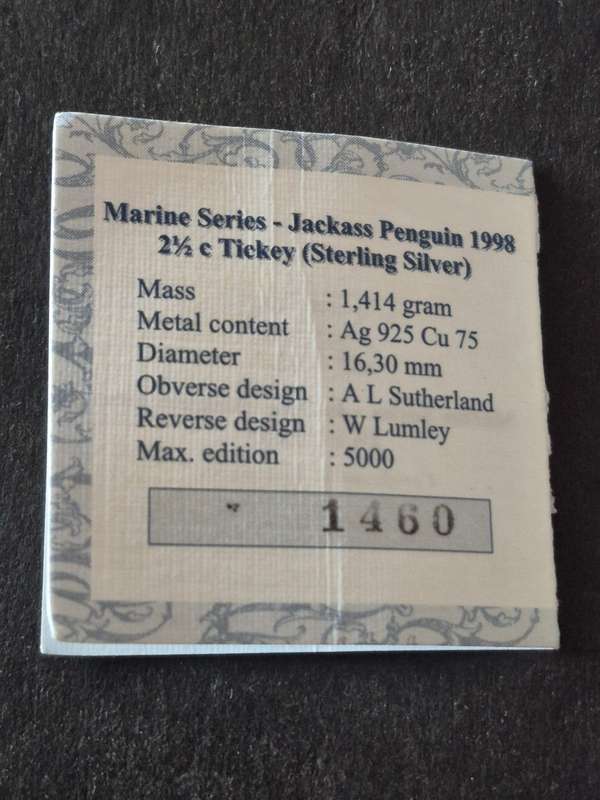 Marine Series - Jackass Penguin 1998
2½ c Tickey (Sterling Silver)
Mass : 1,414 gram
Metal content : Ag 925 Cu 75
Diameter : 16,30 mm
Obverse design : A L Sutherland
Reverse design : W Lumley
Max. edition : 5000
1460